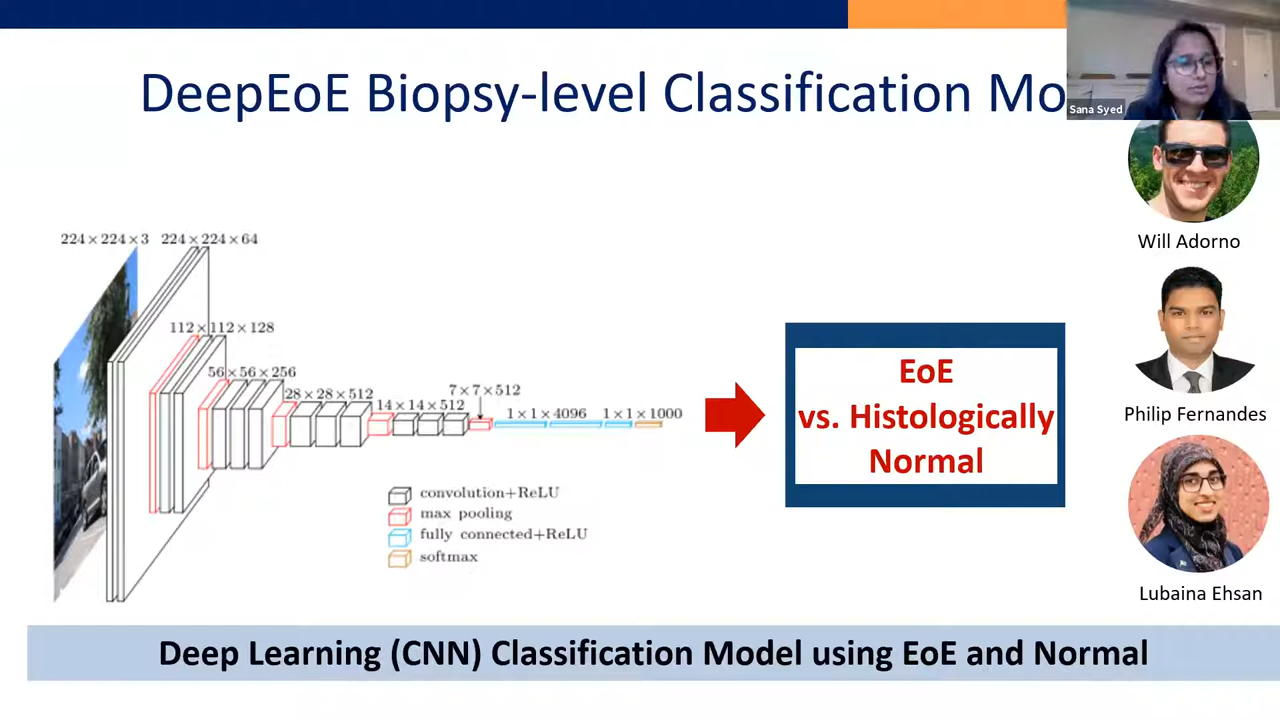 DeepEoE Biopsy-level Classification Mo
Sana Syed
Will Adorno
Philip Fernandes
Lubaina Ehsan
224×224×3
224×224×64
112×112×128
56×56×256
28×28×512
14×14×512
7×7×512
1×1×4096
1×1×1000
convolution+ReLU
max pooling
fully connected+ReLU
softmax
EoE
vs. Histologically
Normal
Deep Learning (CNN) Classification Model using EoE and Normal